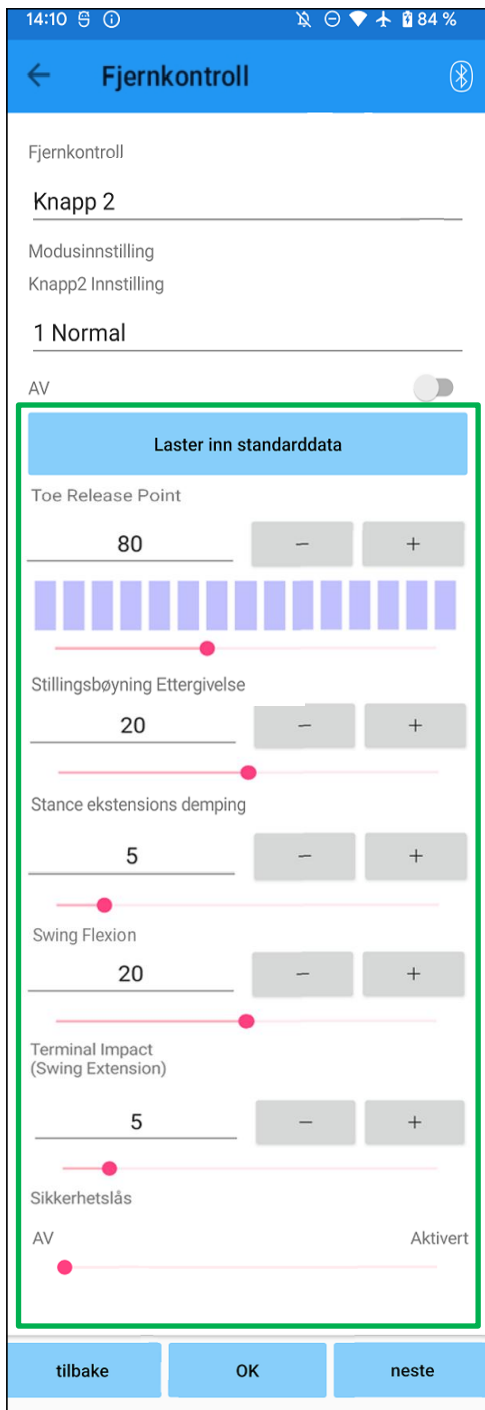 14:10 84 %
Fjernkontroll
Fjernkontroll
Knapp 2
Modusinnstilling
Knapp2 Innstilling
1 Normal
AV
Laster inn standarddata
Toe Release Point
80 − +
Stillingsbøyning Ettergivelse
20 − +
Stance ekstensions demping
5 − +
Swing Flexion
20 − +
Terminal Impact
(Swing Extension)
5 − +
Sikkerhetslås
AV Aktivert
tilbake OK neste